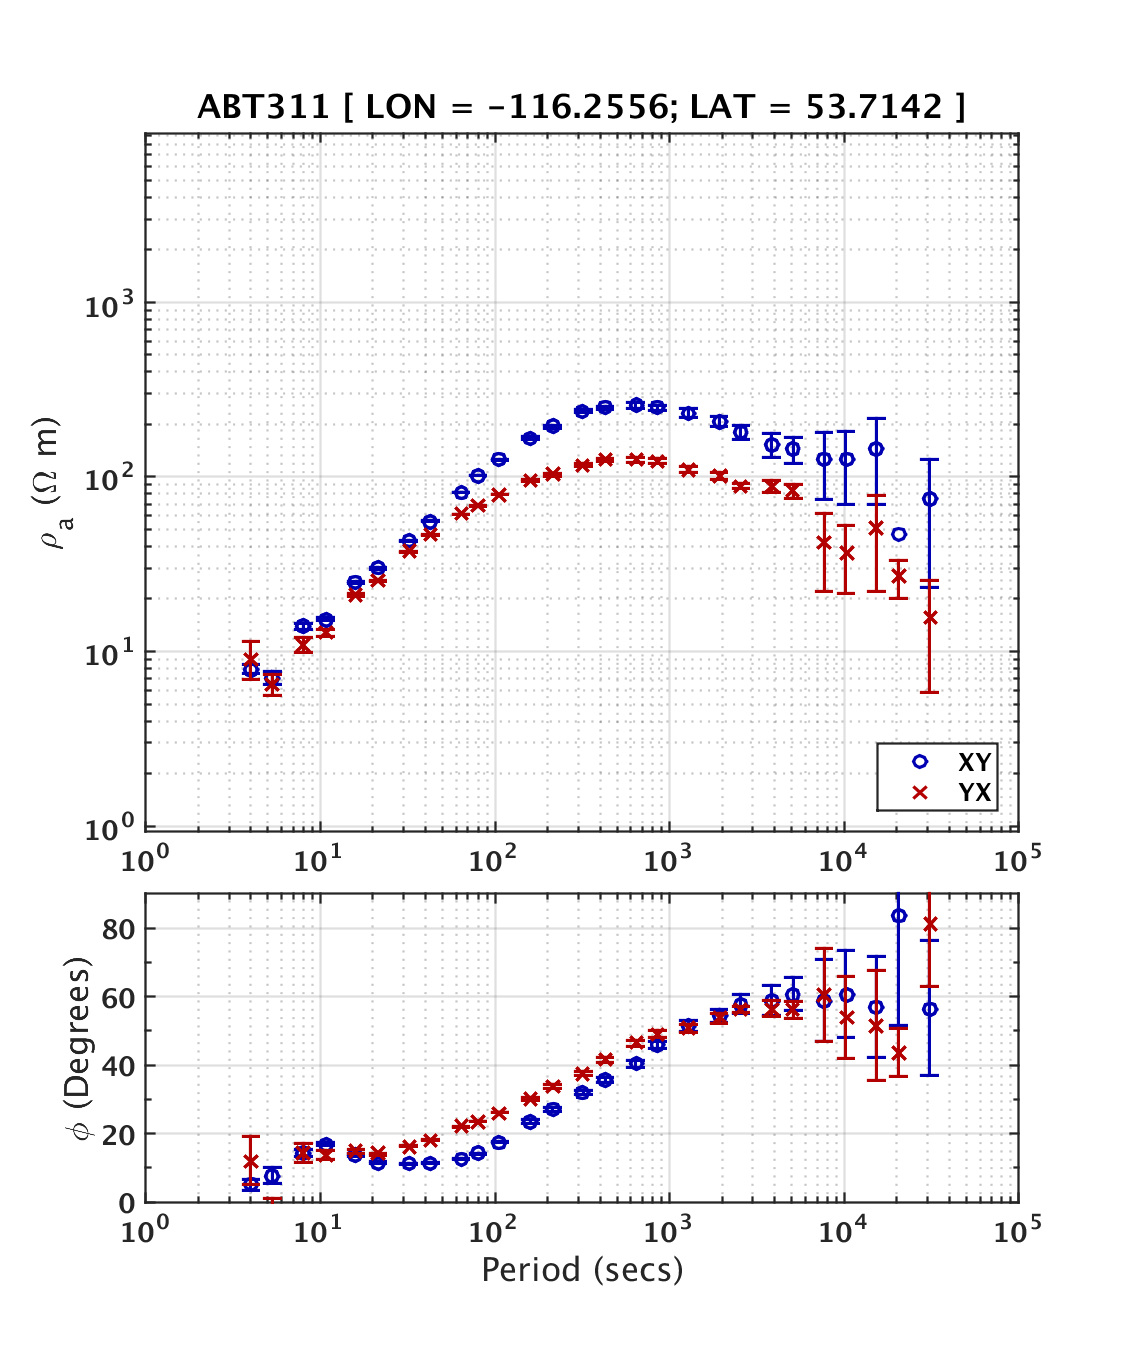 ABT311 [ LON = -116.2556; LAT = 53.7142 ]
10^3
10^2
10^1
10^0
ρ_a (Ω m)
XY
YX
10^0 10^1 10^2 10^3 10^4 10^5
80
60
40
20
0
ϕ (Degrees)
10^0 10^1 10^2 10^3 10^4 10^5
Period (secs)